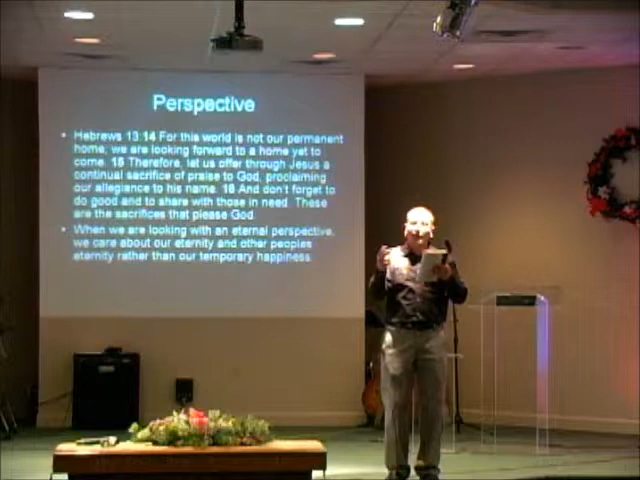 Perspective
• Hebrews 13:14 For this world is not our permanent
home; we are looking forward to a home yet to
come. 15 Therefore, let us offer through Jesus a
continual sacrifice of praise to God, proclaiming
our allegiance to his name. 16 And don't forget to
do good and to share with those in need. These
are the sacrifices that please God.
• When we are looking with an eternal perspective,
we care about our eternity and other peoples
eternity rather than our temporary happiness.